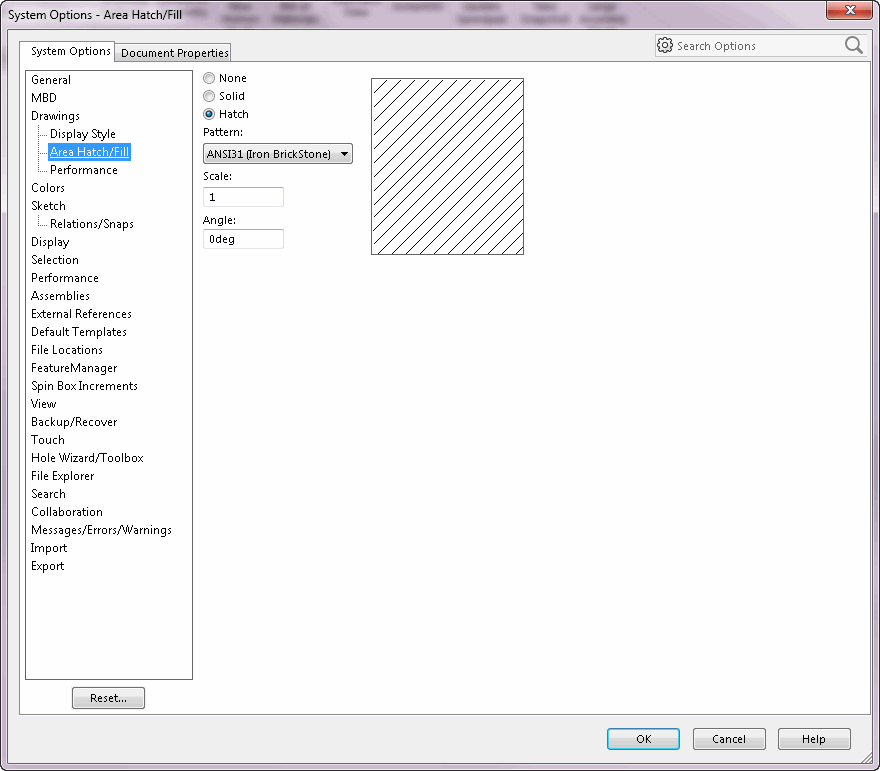 System Options - Area Hatch/Fill
System Options
Document Properties
Search Options
General
MBD
Drawings
Display Style
Area Hatch/Fill
Performance
Colors
Sketch
Relations/Snaps
Display
Selection
Performance
Assemblies
External References
Default Templates
File Locations
FeatureManager
Spin Box Increments
View
Backup/Recover
Touch
Hole Wizard/Toolbox
File Explorer
Search
Collaboration
Messages/Errors/Warnings
Import
Export
Reset...
None
Solid
Hatch
Pattern:
ANSI31 (Iron BrickStone)
Scale:
1
Angle:
0deg
OK
Cancel
Help